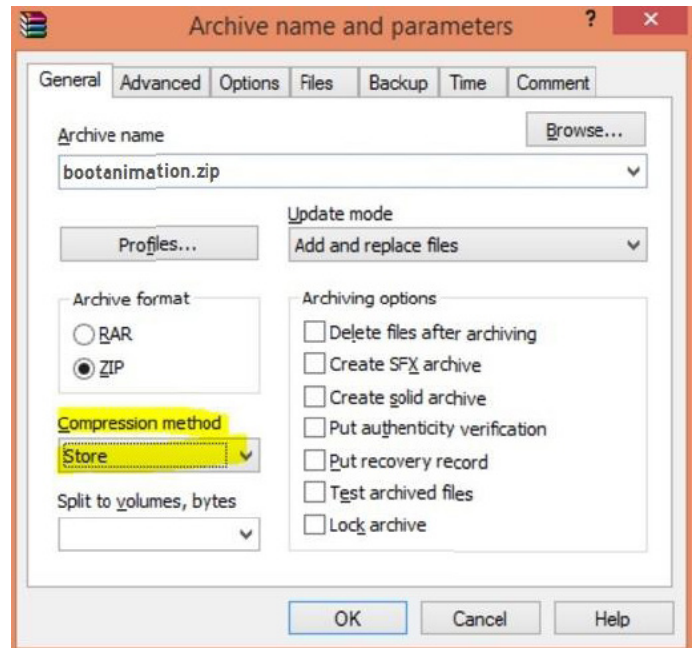 Archive name and parameters ? ×
General Advanced Options Files Backup Time Comment
Archive name Browse...
bootanimation.zip
Update mode
Profiles... Add and replace files
Archive format Archiving options
RAR Delete files after archiving
ZIP Create SFX archive
Create solid archive
Compression method Put authenticity verification
Store Put recovery record
Split to volumes, bytes Test archived files
Lock archive
OK Cancel Help